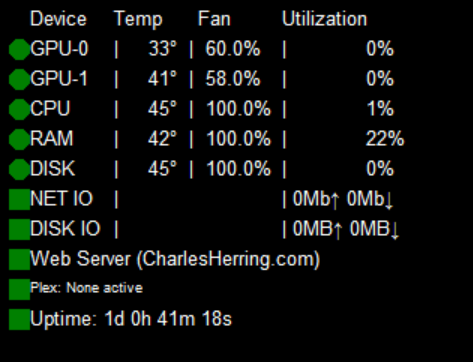 Device Temp Fan Utilization
GPU-0 | 33° | 60.0% | 0%
GPU-1 | 41° | 58.0% | 0%
CPU | 45° | 100.0% | 1%
RAM | 42° | 100.0% | 22%
DISK | 45° | 100.0% | 0%
NET IO | | 0Mb↑ 0Mb↓
DISK IO | | 0MB↑ 0MB↓
Web Server (CharlesHerring.com)
Plex: None active
Uptime: 1d 0h 41m 18s